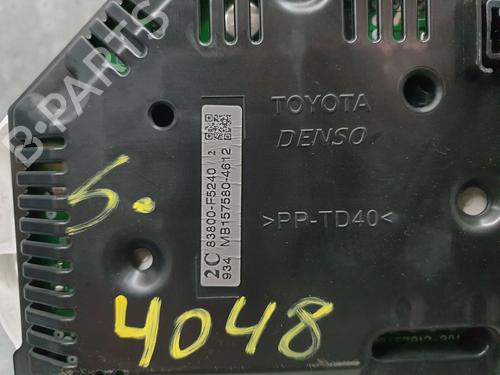 B-PARTS
TOYOTA
DENSO
>PP-TD40<
2C 83800-F5240 2
934 MB157580-4612
5.
4048